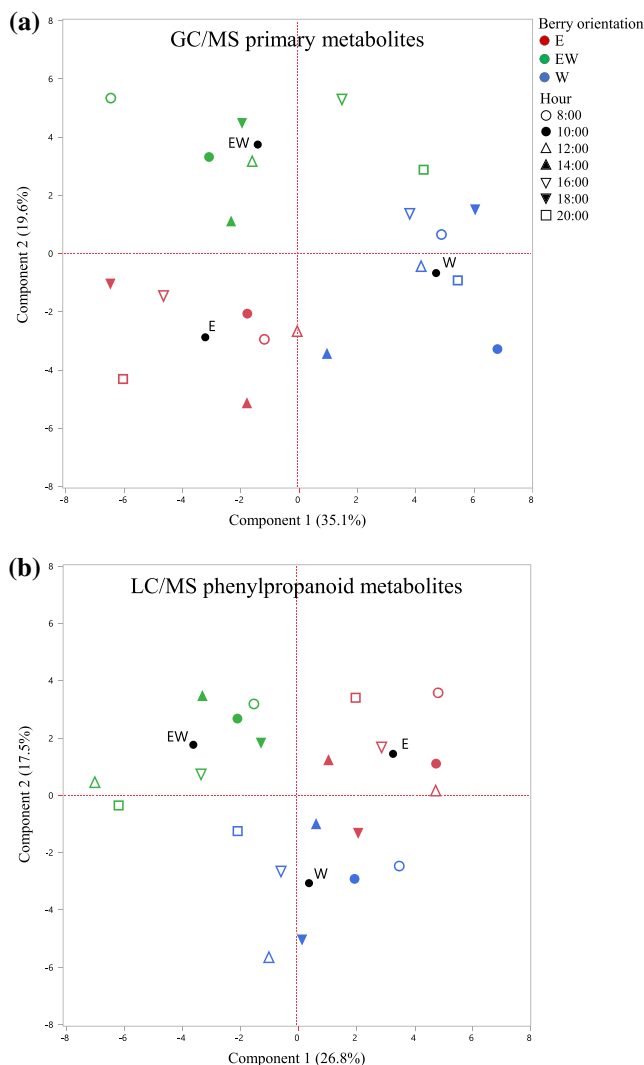 (a)
GC/MS primary metabolites
Berry orientation
E
EW
W
Hour
8:00
10:00
12:00
14:00
16:00
18:00
20:00
8
6
4
2
0
-2
-4
-6
-8
Component 2 (19.6%)
EW
W
E
-8 -6 -4 -2 0 2 4 6 8
Component 1 (35.1%)
(b)
LC/MS phenylpropanoid metabolites
8
6
4
2
0
-2
-4
-6
-8
Component 2 (17.5%)
EW
E
W
-8 -6 -4 -2 0 2 4 6 8
Component 1 (26.8%)